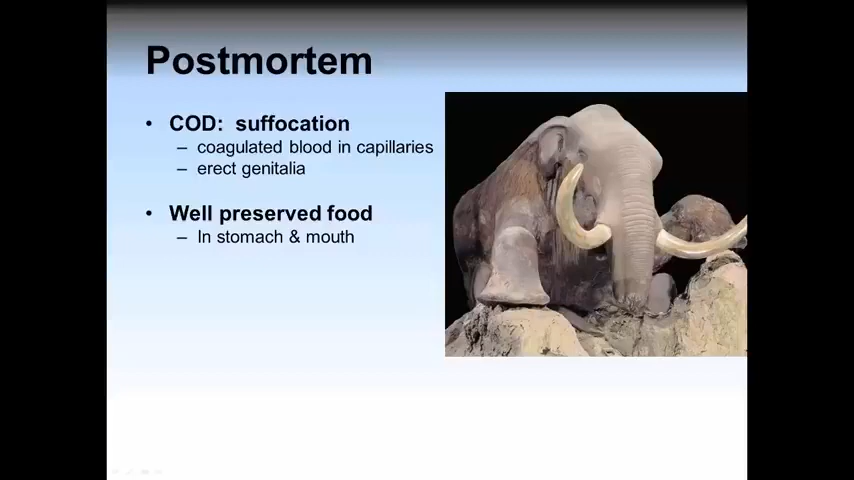 Postmortem
• COD: suffocation
– coagulated blood in capillaries
– erect genitalia
• Well preserved food
– In stomach & mouth